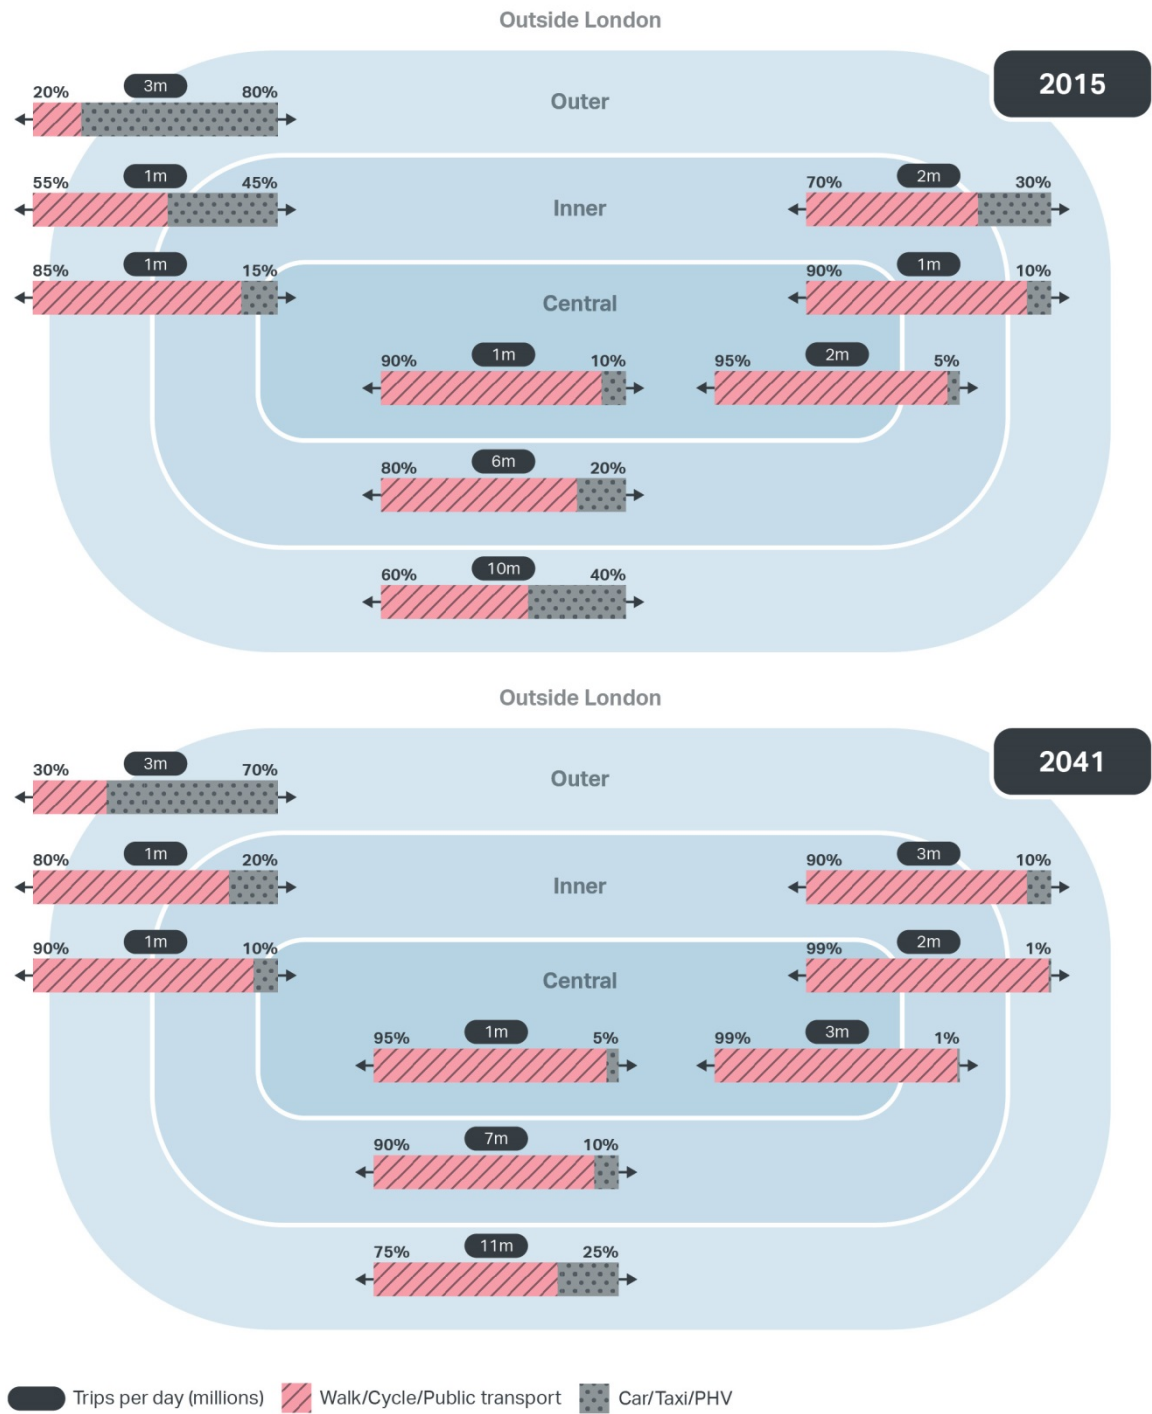 Outside London
2015
Outer
20% 3m 80%
55% 1m 45%
70% 2m 30%
Inner
85% 1m 15%
90% 1m 10%
Central
90% 1m 10%
95% 2m 5%
80% 6m 20%
60% 10m 40%
Outside London
2041
Outer
30% 3m 70%
80% 1m 20%
90% 3m 10%
Inner
90% 1m 10%
99% 2m 1%
Central
95% 1m 5%
99% 3m 1%
90% 7m 10%
75% 11m 25%
Trips per day (millions) Walk/Cycle/Public transport Car/Taxi/PHV